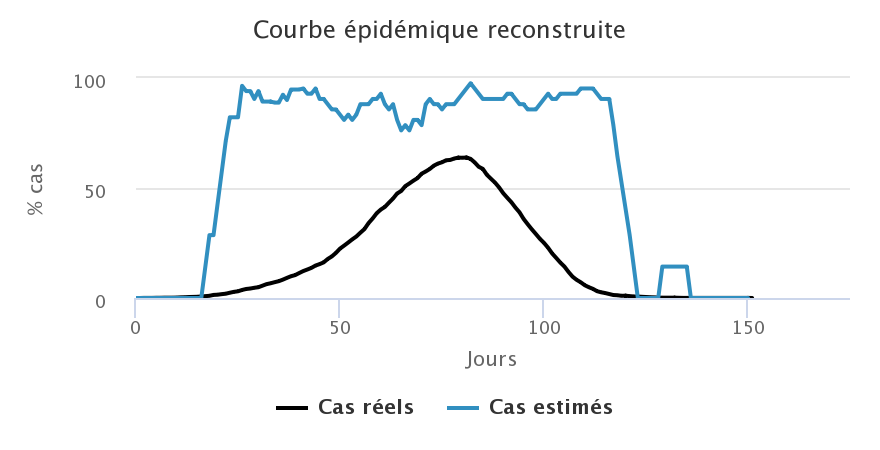 Courbe épidémique reconstruite
100
50
0
% cas
0
50
100
150
Jours
Cas réels
Cas estimés